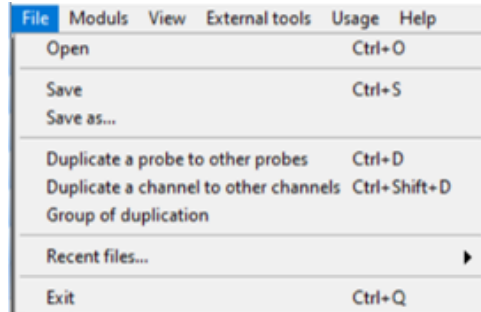 File Moduls View External tools Usage Help
Open Ctrl+O
Save Ctrl+S
Save as...
Duplicate a probe to other probes Ctrl+D
Duplicate a channel to other channels Ctrl+Shift+D
Group of duplication
Recent files...
Exit Ctrl+Q